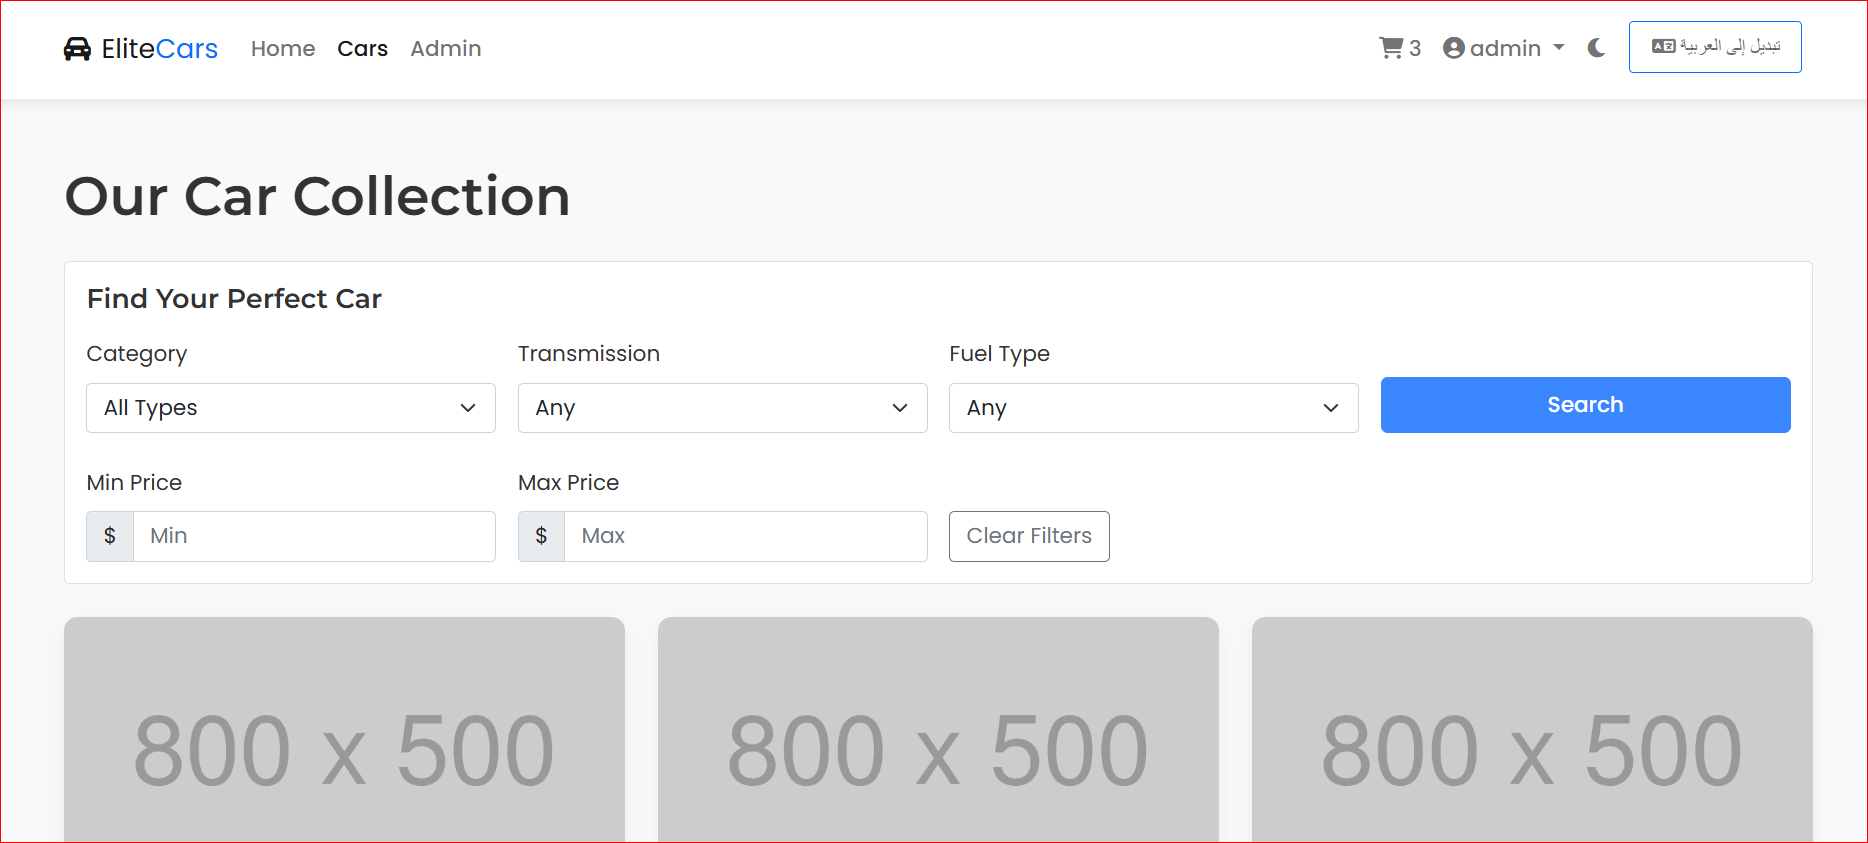 EliteCars Home Cars Admin 3 admin تبديل إلى العربية
Our Car Collection
Find Your Perfect Car
Category Transmission Fuel Type
All Types Any Any Search
Min Price Max Price
$ Min $ Max Clear Filters
800 x 500 800 x 500 800 x 500